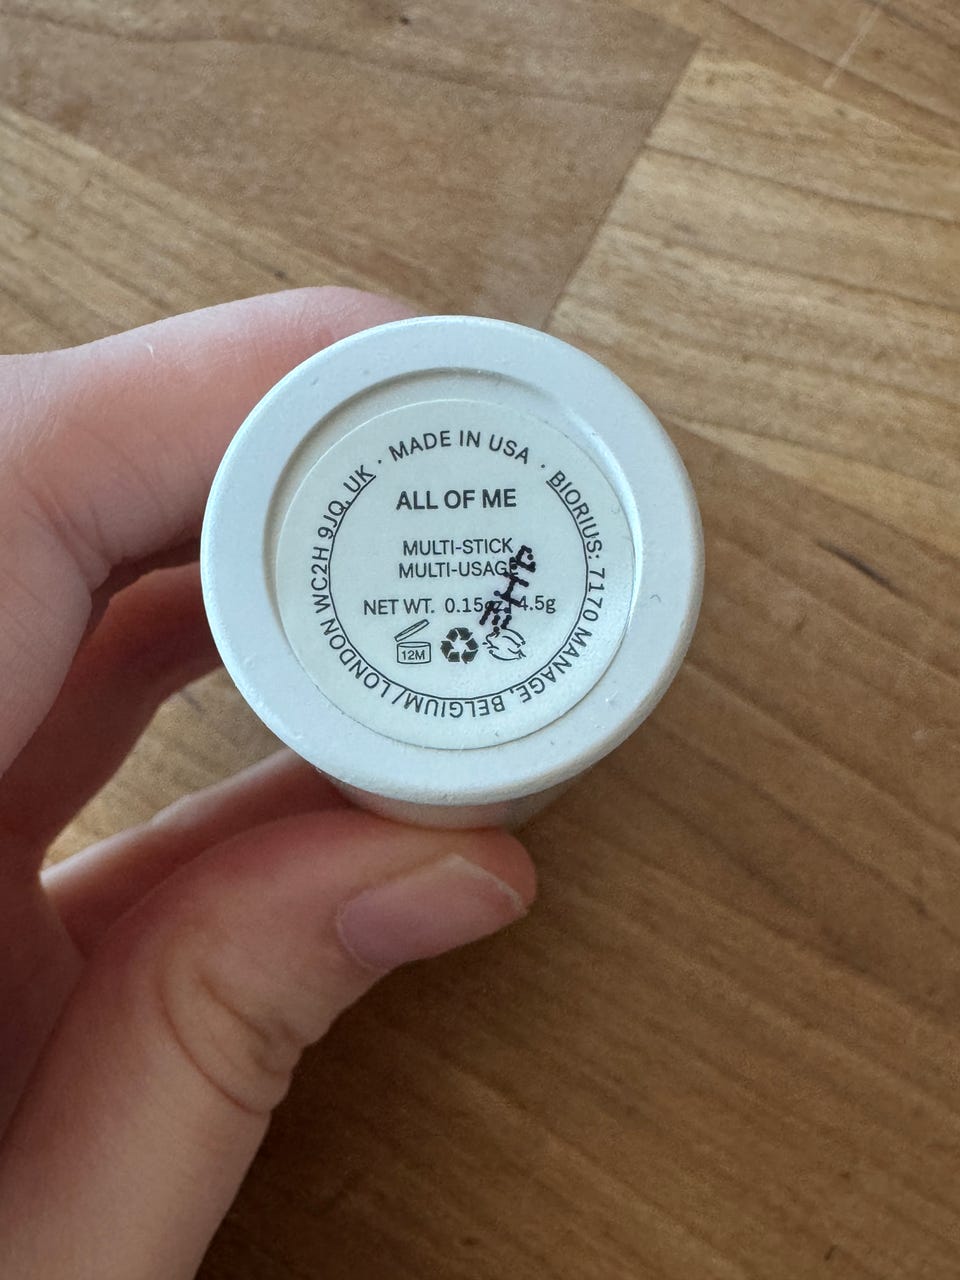 · MADE IN USA ·
BIORIUS: 7170 MANAGE, BELGIUM/LONDON WC2H 9JQ, UK
ALL OF ME
MULTI-STICK
MULTI-USAGE
NET WT. 0.15oz. 4.5g
12M